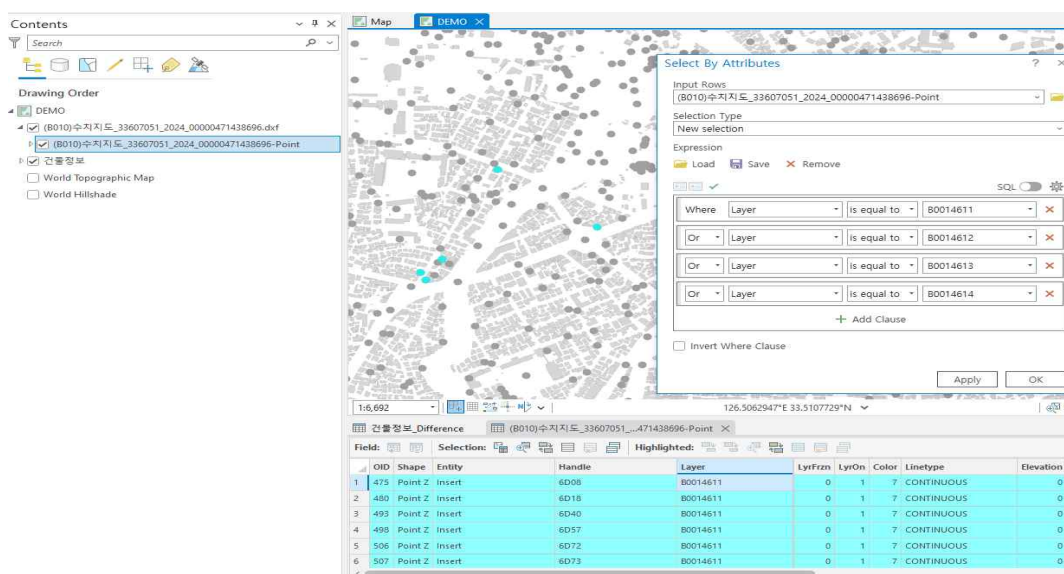 Contents
Search
Drawing Order
DEMO
(B010)수치지도_33607051_2024_00000471438696.dxf
(B010)수치지도_33607051_2024_00000471438696-Point
건물정보
World Topographic Map
World Hillshade
Map
DEMO
Select By Attributes
?
Input Rows
(B010)수치지도_33607051_2024_00000471438696-Point
Selection Type
New selection
Expression
Load Save Remove
SQL
Where Layer is equal to B0014611
Or Layer is equal to B0014612
Or Layer is equal to B0014613
Or Layer is equal to B0014614
Add Clause
Invert Where Clause
Apply OK
1:6,692
126.5062947°E 33.5107729°N
건물정보_Difference (B010)수치지도_33607051_...471438696-Point
Field: Selection: Highlighted:
OID Shape Entity Handle Layer LyrFrzn LyrOn Color Linetype Elevation
1 475 Point Z Insert 6D08 B0014611 0 1 7 CONTINUOUS 0
2 480 Point Z Insert 6D18 B0014611 0 1 7 CONTINUOUS 0
3 493 Point Z Insert 6D40 B0014611 0 1 7 CONTINUOUS 0
4 498 Point Z Insert 6D57 B0014611 0 1 7 CONTINUOUS 0
5 506 Point Z Insert 6D72 B0014611 0 1 7 CONTINUOUS 0
6 507 Point Z Insert 6D73 B0014611 0 1 7 CONTINUOUS 0